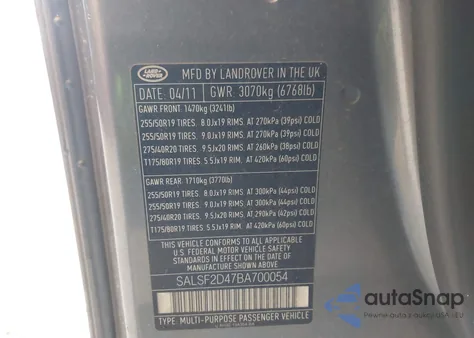 LAND-ROVER
MFD BY LANDROVER IN THE UK
DATE: 04/11 GWR: 3070kg (6768lb)
GAWR FRONT: 1470kg (3241lb)
255/50R19 TIRES. 8.0Jx19 RIMS. AT 270kPa (39psi) COLD
255/50R19 TIRES. 9.0Jx19 RIMS. AT 270kPa (39psi) COLD
275/40R20 TIRES. 9.5Jx20 RIMS. AT 260kPa (38psi) COLD
T175/80R19 TIRES. 5.5Jx19 RIM. AT 420kPa (60psi) COLD
GAWR REAR: 1710kg (3770lb)
255/50R19 TIRES. 8.0Jx19 RIMS. AT 300kPa (44psi) COLD
255/50R19 TIRES. 9.0Jx19 RIMS. AT 300kPa (44psi) COLD
275/40R20 TIRES. 9.5Jx20 RIMS. AT 290kPa (42psi) COLD
T175/80R19 TIRES. 5.5Jx19 RIM. AT 420kPa (60psi) COLD
THIS VEHICLE CONFORMS TO ALL APPLICABLE
U.S. FEDERAL MOTOR VEHICLE SAFETY STANDARDS
IN EFFECT ON THE DATE OF MANUFACTURE SHOWN ABOVE.
SALSF2D47BA700054
TYPE: MULTI-PURPOSE PASSENGER VEHICLE
autaSnap
Pewne auta z USA i EUR